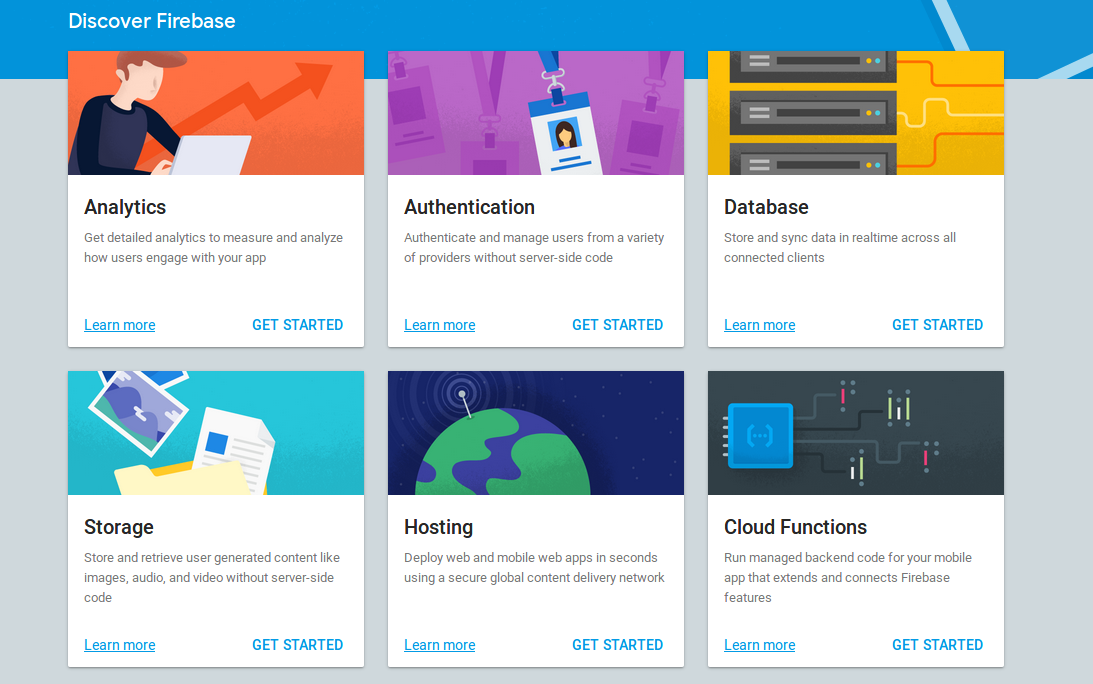 Discover Firebase
Analytics
Get detailed analytics to measure and analyze
how users engage with your app
Learn more
GET STARTED
Authentication
Authenticate and manage users from a variety
of providers without server-side code
Learn more
GET STARTED
Database
Store and sync data in realtime across all
connected clients
Learn more
GET STARTED
Storage
Store and retrieve user generated content like
images, audio, and video without server-side
code
Learn more
GET STARTED
Hosting
Deploy web and mobile web apps in seconds
using a secure global content delivery network
Learn more
GET STARTED
Cloud Functions
Run managed backend code for your mobile
app that extends and connects Firebase
features
Learn more
GET STARTED